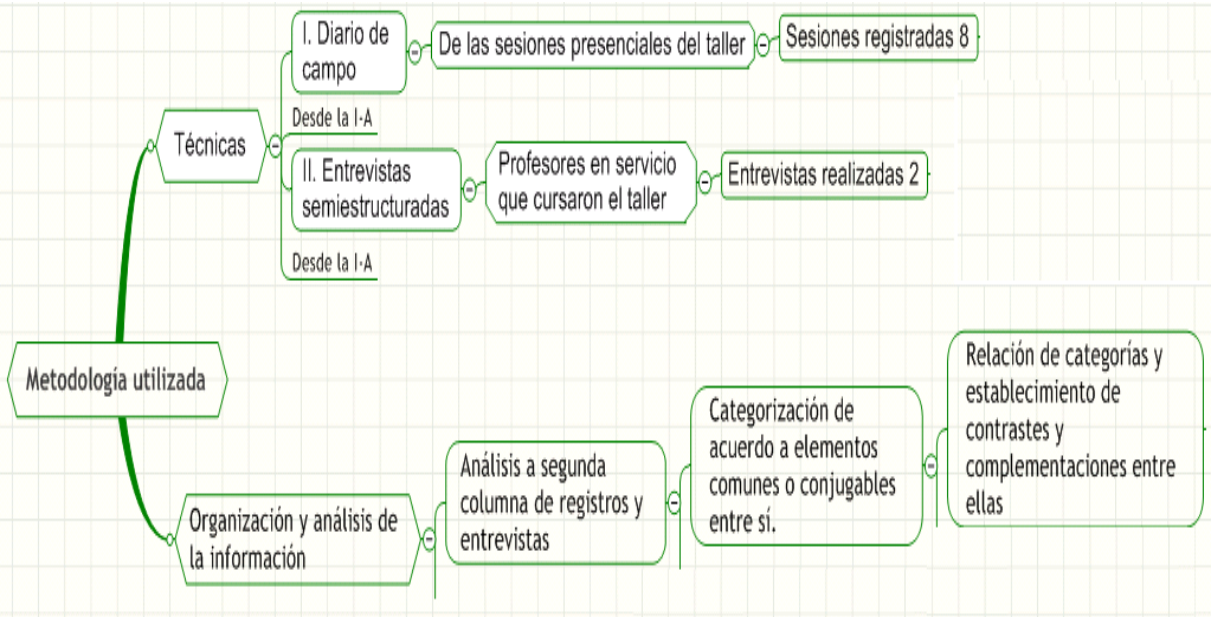 I. Diario de
campo
De las sesiones presenciales del taller
Sesiones registradas 8
Desde la I-A
Técnicas
II. Entrevistas
semiestructuradas
Profesores en servicio
que cursaron el taller
Entrevistas realizadas 2
Desde la I-A
Metodología utilizada
Organización y análisis de
la información
Análisis a segunda
columna de registros y
entrevistas
Categorización de
acuerdo a elementos
comunes o conjugables
entre sí.
Relación de categorías y
establecimiento de
contrastes y
complementaciones entre
ellas